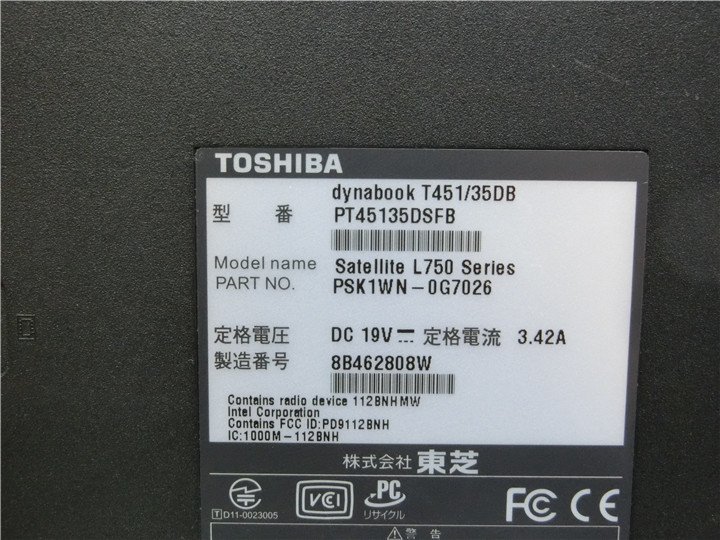 TOSHIBA
dynabook T451/35DB
型 番 PT45135DSFB
Model name Satellite L750 Series
PART NO. PSK1WN-0G7026
定格電圧 DC 19V 定格電流 3.42A
製造番号 8B462808W
Contains radio device 112BNHMW
Intel Corporation
Contains FCC ID:PD9112BNH
IC:1000M-112BNH
株式会社 東芝
VCCI PC FC CE
T D11-0023005 リサイクル
警 告